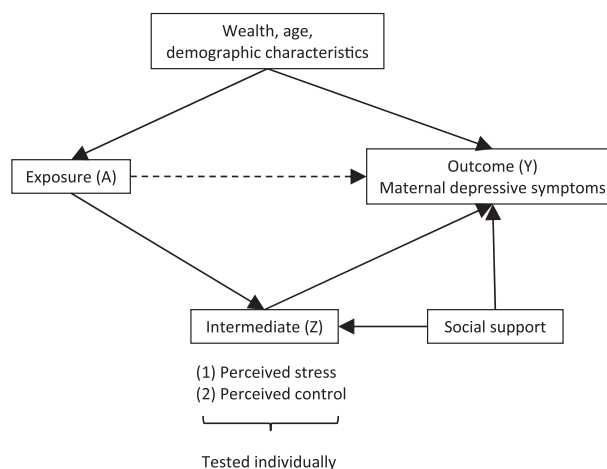 Wealth, age,
demographic characteristics
Exposure (A)
Outcome (Y)
Maternal depressive symptoms
Intermediate (Z)
Social support
(1) Perceived stress
(2) Perceived control
Tested individually